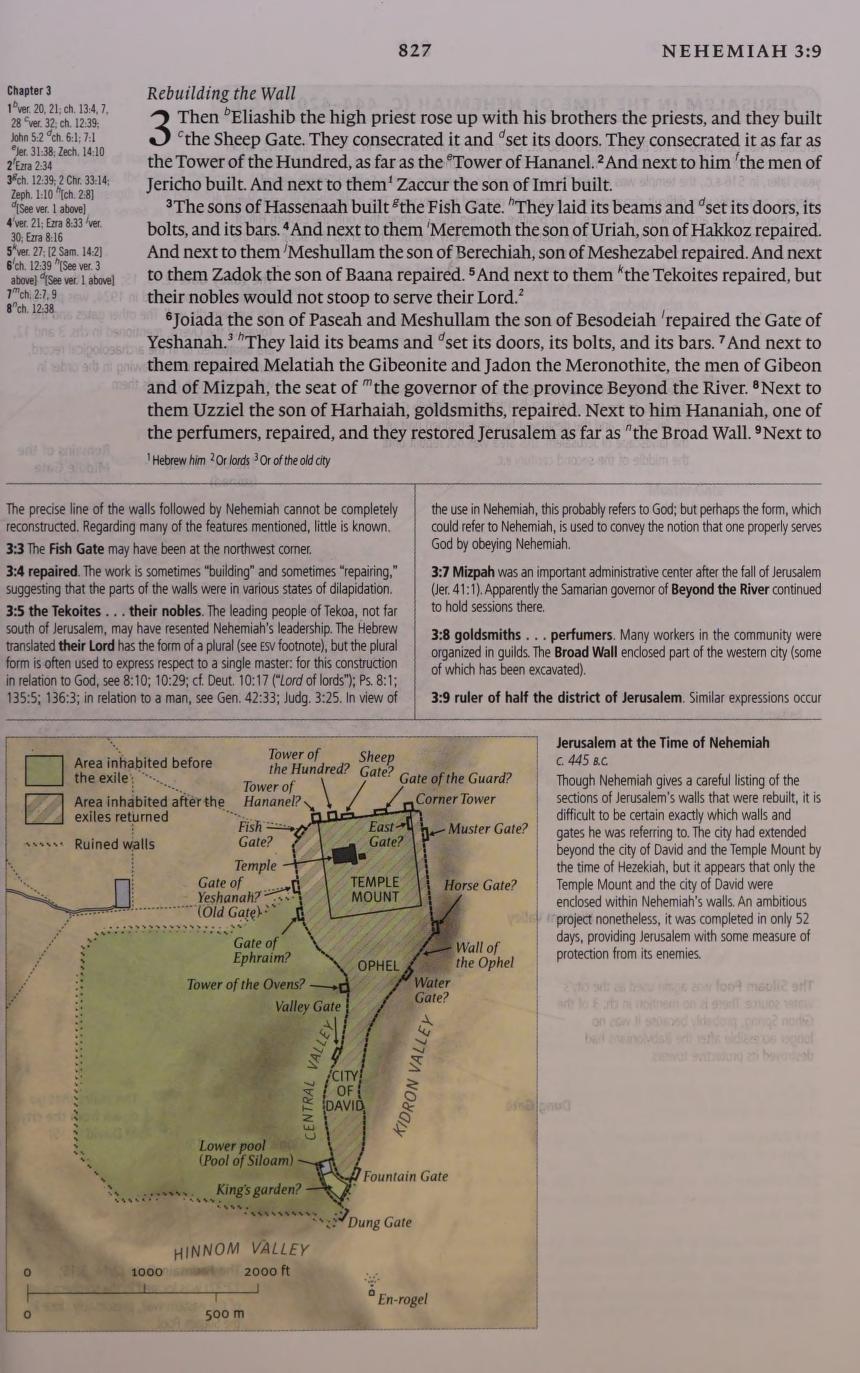 827
NEHEMIAH 3:9
Chapter 3
1 b ver. 20, 21; ch. 13:4, 7,
28 c ver. 32; ch. 12:39;
John 5:2 d ch. 6:1; 7:1
e Jer. 31:38; Zech. 14:10
2 f Ezra 2:34
3 g ch. 12:39; 2 Chr. 33:14;
Zeph. 1:10 h [ch. 2:8]
d [See ver. 1 above]
4 i ver. 21; Ezra 8:33 j ver.
30; Ezra 8:16
5 k ver. 27; [2 Sam. 14:2]
6 l ch. 12:39 h [See ver. 3
above] d [See ver. 1 above]
7 m ch. 2:7, 9
8 n ch. 12:38
Rebuilding the Wall
3 Then b Eliashib the high priest rose up with his brothers the priests, and they built
c the Sheep Gate. They consecrated it and d set its doors. They consecrated it as far as
the Tower of the Hundred, as far as the e Tower of Hananel. 2 And next to him f the men of
Jericho built. And next to them 1 Zaccur the son of Imri built.
3 The sons of Hassenaah built g the Fish Gate. h They laid its beams and d set its doors, its
bolts, and its bars. 4 And next to them i Meremoth the son of Uriah, son of Hakkoz repaired.
And next to them j Meshullam the son of Berechiah, son of Meshezabel repaired. And next
to them Zadok the son of Baana repaired. 5 And next to them k the Tekoites repaired, but
their nobles would not stoop to serve their Lord. 2
6 Joiada the son of Paseah and Meshullam the son of Besodeiah l repaired the Gate of
Yeshanah. 3 h They laid its beams and d set its doors, its bolts, and its bars. 7 And next to
them repaired Melatiah the Gibeonite and Jadon the Meronothite, the men of Gibeon
and of Mizpah, the seat of m the governor of the province Beyond the River. 8 Next to
them Uzziel the son of Harhaiah, goldsmiths, repaired. Next to him Hananiah, one of
the perfumers, repaired, and they restored Jerusalem as far as n the Broad Wall. 9 Next to
1 Hebrew him 2 Or lords 3 Or of the old city
The precise line of the walls followed by Nehemiah cannot be completely
reconstructed. Regarding many of the features mentioned, little is known.
3:3 The Fish Gate may have been at the northwest corner.
3:4 repaired. The work is sometimes "building" and sometimes "repairing,"
suggesting that the parts of the walls were in various states of dilapidation.
3:5 the Tekoites . . . their nobles. The leading people of Tekoa, not far
south of Jerusalem, may have resented Nehemiah's leadership. The Hebrew
translated their Lord has the form of a plural (see ESV footnote), but the plural
form is often used to express respect to a single master: for this construction
in relation to God, see 8:10; 10:29; cf. Deut. 10:17 ("Lord of lords"); Ps. 8:1;
135:5; 136:3; in relation to a man, see Gen. 42:33; Judg. 3:25. In view of
the use in Nehemiah, this probably refers to God; but perhaps the form, which
could refer to Nehemiah, is used to convey the notion that one properly serves
God by obeying Nehemiah.
3:7 Mizpah was an important administrative center after the fall of Jerusalem
(Jer. 41:1). Apparently the Samarian governor of Beyond the River continued
to hold sessions there.
3:8 goldsmiths . . . perfumers. Many workers in the community were
organized in guilds. The Broad Wall enclosed part of the western city (some
of which has been excavated).
3:9 ruler of half the district of Jerusalem. Similar expressions occur
Area inhabited before
the exile
Area inhabited after the
exiles returned
Ruined walls
Tower of
the Hundred?
Sheep
Gate?
Gate of the Guard?
Tower of
Hananel?
Corner Tower
Fish
Gate?
East
Gate?
Muster Gate?
Temple
TEMPLE
MOUNT
Gate of
Yeshanah?
(Old Gate)
Horse Gate?
Gate of
Ephraim?
Wall of
the Ophel
OPHEL
Tower of the Ovens?
Water
Gate?
Valley Gate
CENTRAL VALLEY
KIDRON VALLEY
CITY
OF
DAVID
Lower pool
(Pool of Siloam)
Fountain Gate
King's garden?
Dung Gate
HINNOM VALLEY
0 1000 2000 ft
0 500 m
En-rogel
Jerusalem at the Time of Nehemiah
c. 445 B.C.
Though Nehemiah gives a careful listing of the
sections of Jerusalem's walls that were rebuilt, it is
difficult to be certain exactly which walls and
gates he was referring to. The city had extended
beyond the city of David and the Temple Mount by
the time of Hezekiah, but it appears that only the
Temple Mount and the city of David were
enclosed within Nehemiah's walls. An ambitious
project nonetheless, it was completed in only 52
days, providing Jerusalem with some measure of
protection from its enemies.